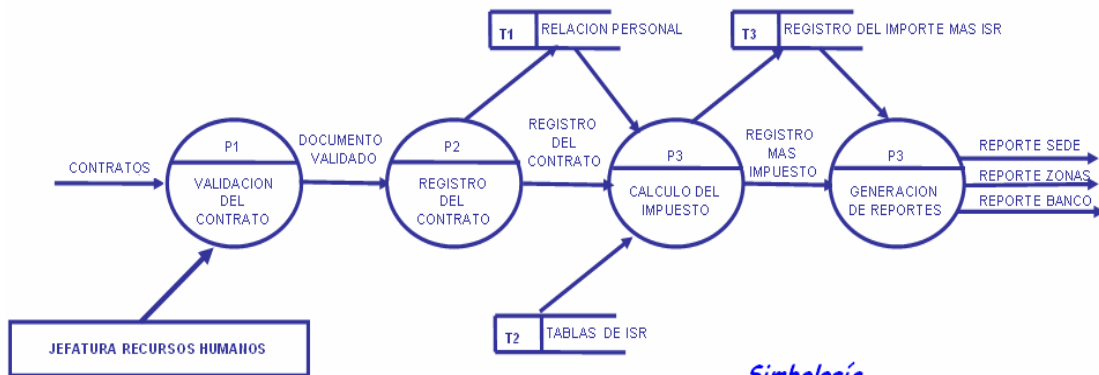 T1 RELACION PERSONAL
T3 REGISTRO DEL IMPORTE MAS ISR
CONTRATOS
P1
VALIDACION
DEL
CONTRATO
DOCUMENTO
VALIDADO
P2
REGISTRO
DEL
CONTRATO
REGISTRO
DEL
CONTRATO
P3
CALCULO DEL
IMPUESTO
REGISTRO
MAS
IMPUESTO
P3
GENERACION
DE REPORTES
REPORTE SEDE
REPORTE ZONAS
REPORTE BANCO
JEFATURA RECURSOS HUMANOS
T2 TABLAS DE ISR
Simbología